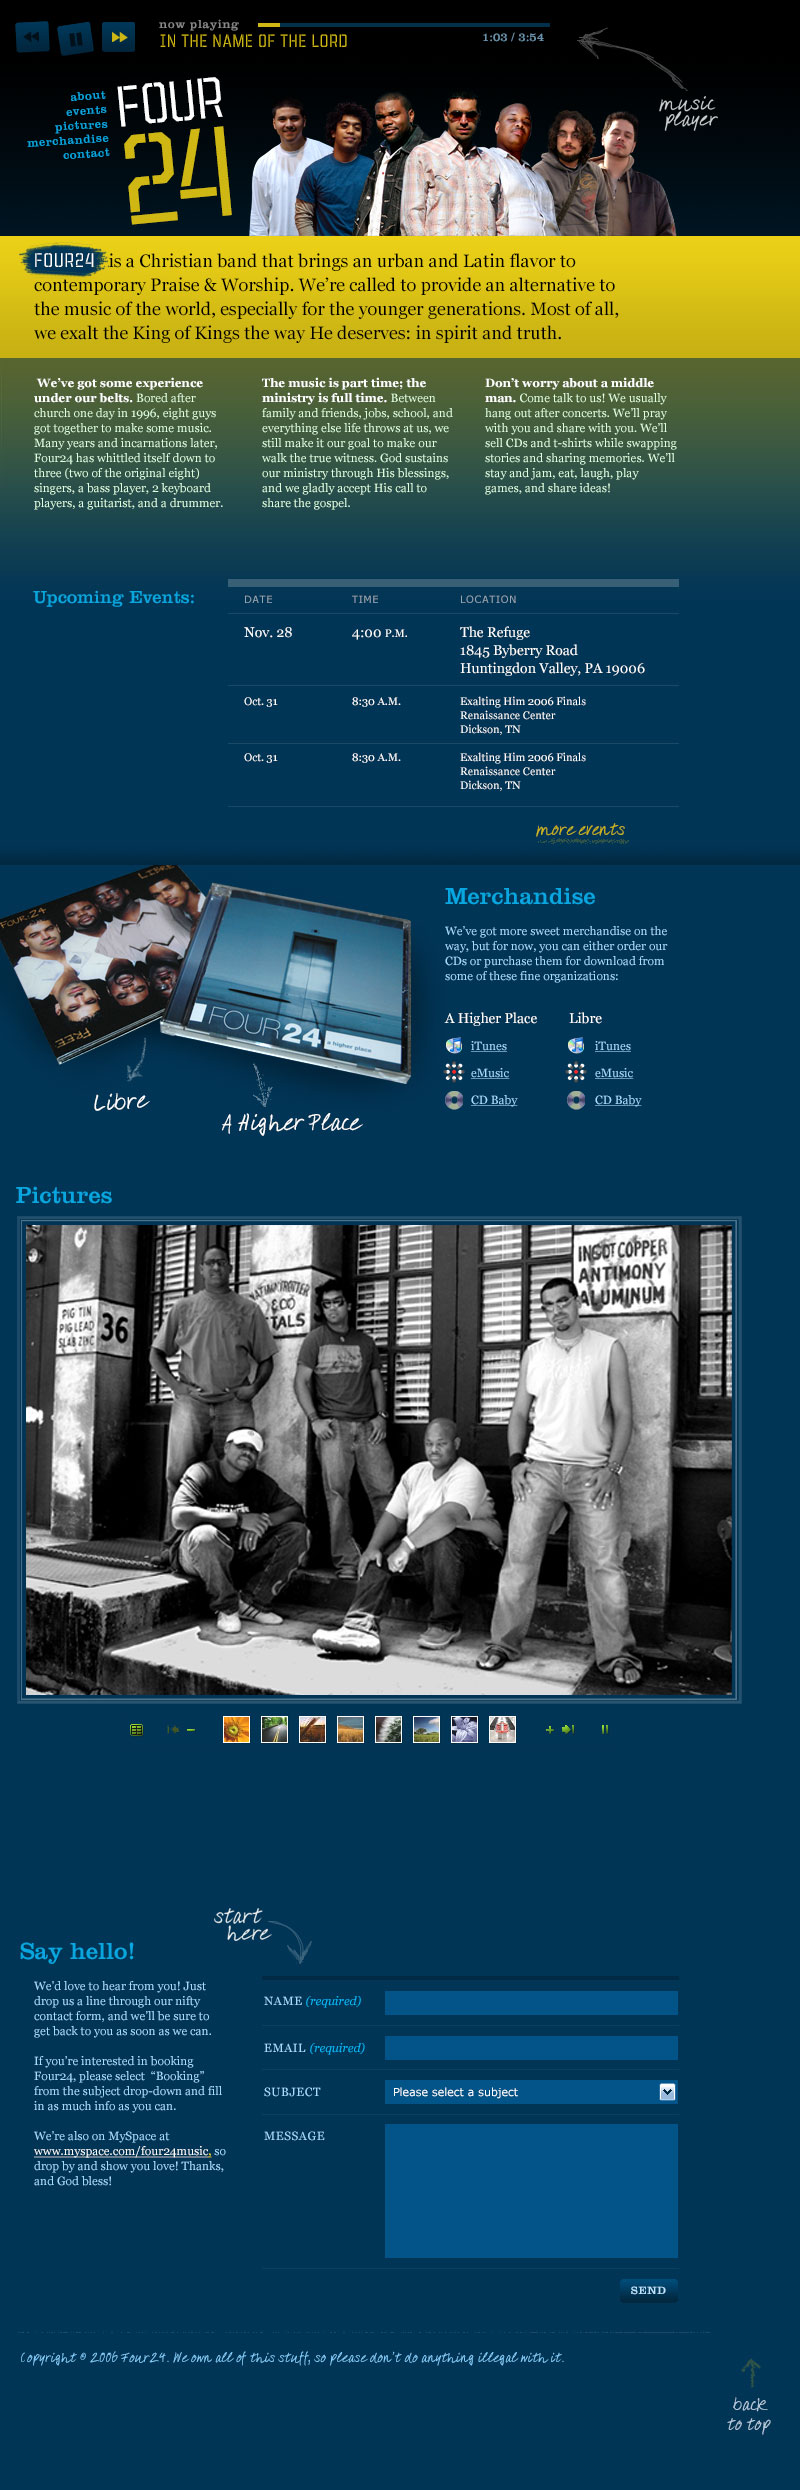 now playing
IN THE NAME OF THE LORD
1:03 / 3:54
music
player
about
events
pictures
merchandise
contact
FOUR
24
FOUR24 is a Christian band that brings an urban and Latin flavor to
contemporary Praise & Worship. We're called to provide an alternative to
the music of the world, especially for the younger generations. Most of all,
we exalt the King of Kings the way He deserves: in spirit and truth.
We've got some experience
under our belts. Bored after
church one day in 1996, eight guys
got together to make some music.
Many years and incarnations later,
Four24 has whittled itself down to
three (two of the original eight)
singers, a bass player, 2 keyboard
players, a guitarist, and a drummer.
The music is part time; the
ministry is full time. Between
family and friends, jobs, school, and
everything else life throws at us, we
still make it our goal to make our
walk the true witness. God sustains
our ministry through His blessings,
and we gladly accept His call to
share the gospel.
Don't worry about a middle
man. Come talk to us! We usually
hang out after concerts. We'll pray
with you and share with you. We'll
sell CDs and t-shirts while swapping
stories and sharing memories. We'll
stay and jam, eat, laugh, play
games, and share ideas!
Upcoming Events:
DATE TIME LOCATION
Nov. 28 4:00 P.M. The Refuge
1845 Byberry Road
Huntingdon Valley, PA 19006
Oct. 31 8:30 A.M. Exalting Him 2006 Finals
Renaissance Center
Dickson, TN
Oct. 31 8:30 A.M. Exalting Him 2006 Finals
Renaissance Center
Dickson, TN
more events
FOUR:24
LIBRE
FREE
FOUR24
a higher place
Libre
A Higher Place
Merchandise
We've got more sweet merchandise on the
way, but for now, you can either order our
CDs or purchase them for download from
some of these fine organizations:
A Higher Place Libre
iTunes iTunes
eMusic eMusic
CD Baby CD Baby
Pictures
INGOT COPPER
ANTIMONY
ALUMINUM
& CO
TALS
PIG TIN
PIG LEAD
SLAB ZINC
36
start
here
Say hello!
We'd love to hear from you! Just
drop us a line through our nifty
contact form, and we'll be sure to
get back to you as soon as we can.
If you're interested in booking
Four24, please select "Booking"
from the subject drop-down and fill
in as much info as you can.
We're also on MySpace at
www.myspace.com/four24music, so
drop by and show you love! Thanks,
and God bless!
NAME (required)
EMAIL (required)
SUBJECT Please select a subject
MESSAGE
SEND
Copyright © 2006 Four24. We own all of this stuff, so please don't do anything illegal with it.
back
to top